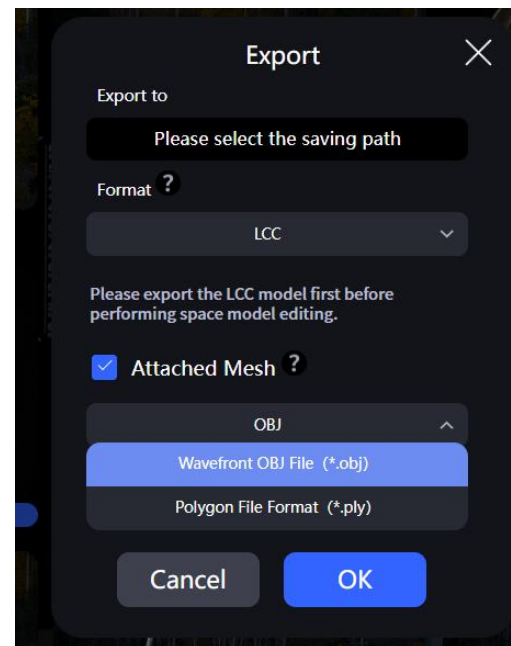 Export
Export to
Please select the saving path
Format ?
LCC
Please export the LCC model first before
performing space model editing.
Attached Mesh ?
OBJ
Wavefront OBJ File (*.obj)
Polygon File Format (*.ply)
Cancel OK